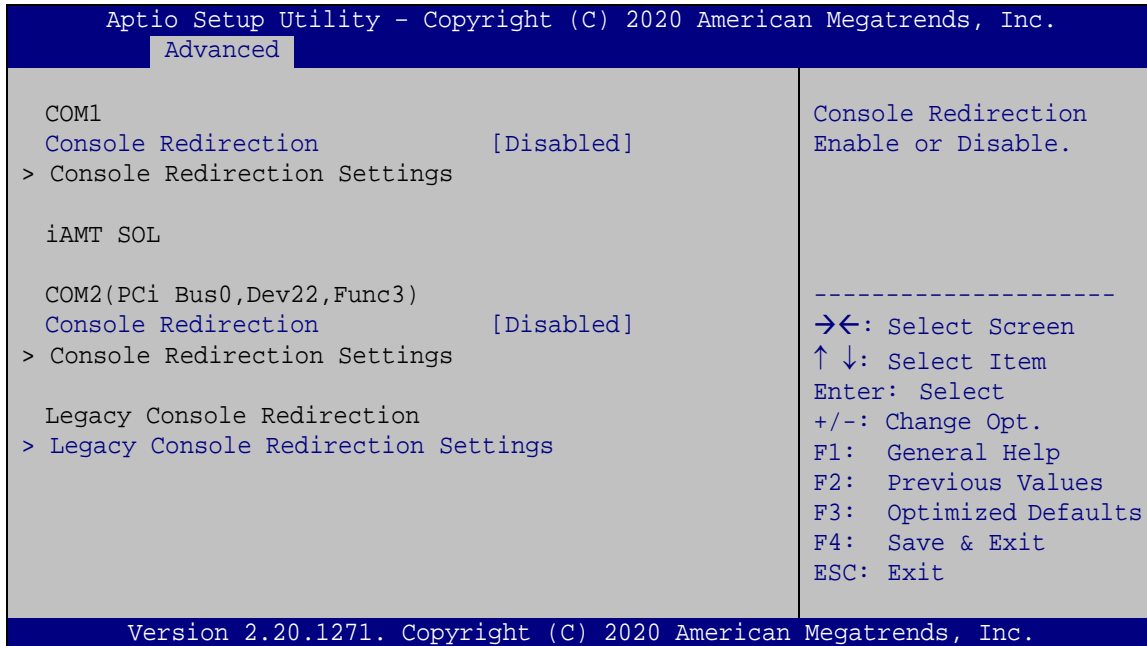 Aptio Setup Utility – Copyright (C) 2020 American Megatrends, Inc.
Advanced
COM1
Console Redirection [Disabled]
> Console Redirection Settings
iAMT SOL
COM2(PCi Bus0,Dev22,Func3)
Console Redirection [Disabled]
> Console Redirection Settings
Legacy Console Redirection
> Legacy Console Redirection Settings
Console Redirection
Enable or Disable.
---------------------
→←: Select Screen
↑ ↓: Select Item
Enter: Select
+/-: Change Opt.
F1: General Help
F2: Previous Values
F3: Optimized Defaults
F4: Save & Exit
ESC: Exit
Version 2.20.1271. Copyright (C) 2020 American Megatrends, Inc.